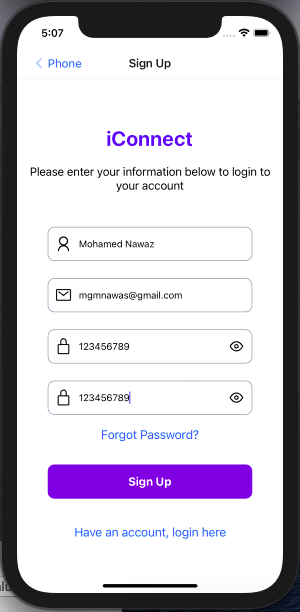 5:07
Phone
Sign Up
iConnect
Please enter your information below to login to
your account
Mohamed Nawaz
mgmnawas@gmail.com
123456789
123456789
Forgot Password?
Sign Up
Have an account, login here